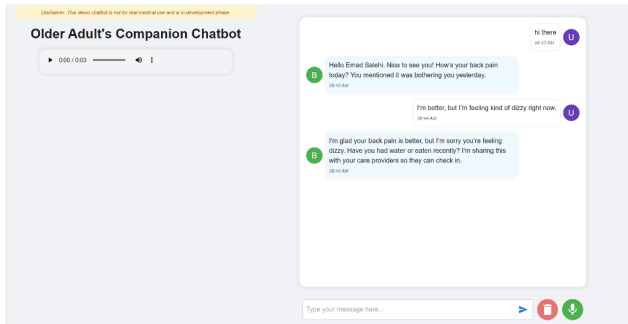 Disclaimer: This demo chatbot is not for real medical use and is in development phase.
Older Adult's Companion Chatbot
0:00 / 0:03
hi there
09:43 AM
U
Hello Emad Salehi. Nice to see you! How's your back pain
today? You mentioned it was bothering you yesterday.
B
09:43 AM
I'm better, but I'm feeling kind of dizzy right now.
09:44 AM
U
I'm glad your back pain is better, but I'm sorry you're feeling
dizzy. Have you had water or eaten recently? I'm sharing this
B
with your care providers so they can check in.
09:44 AM
Type your message here...